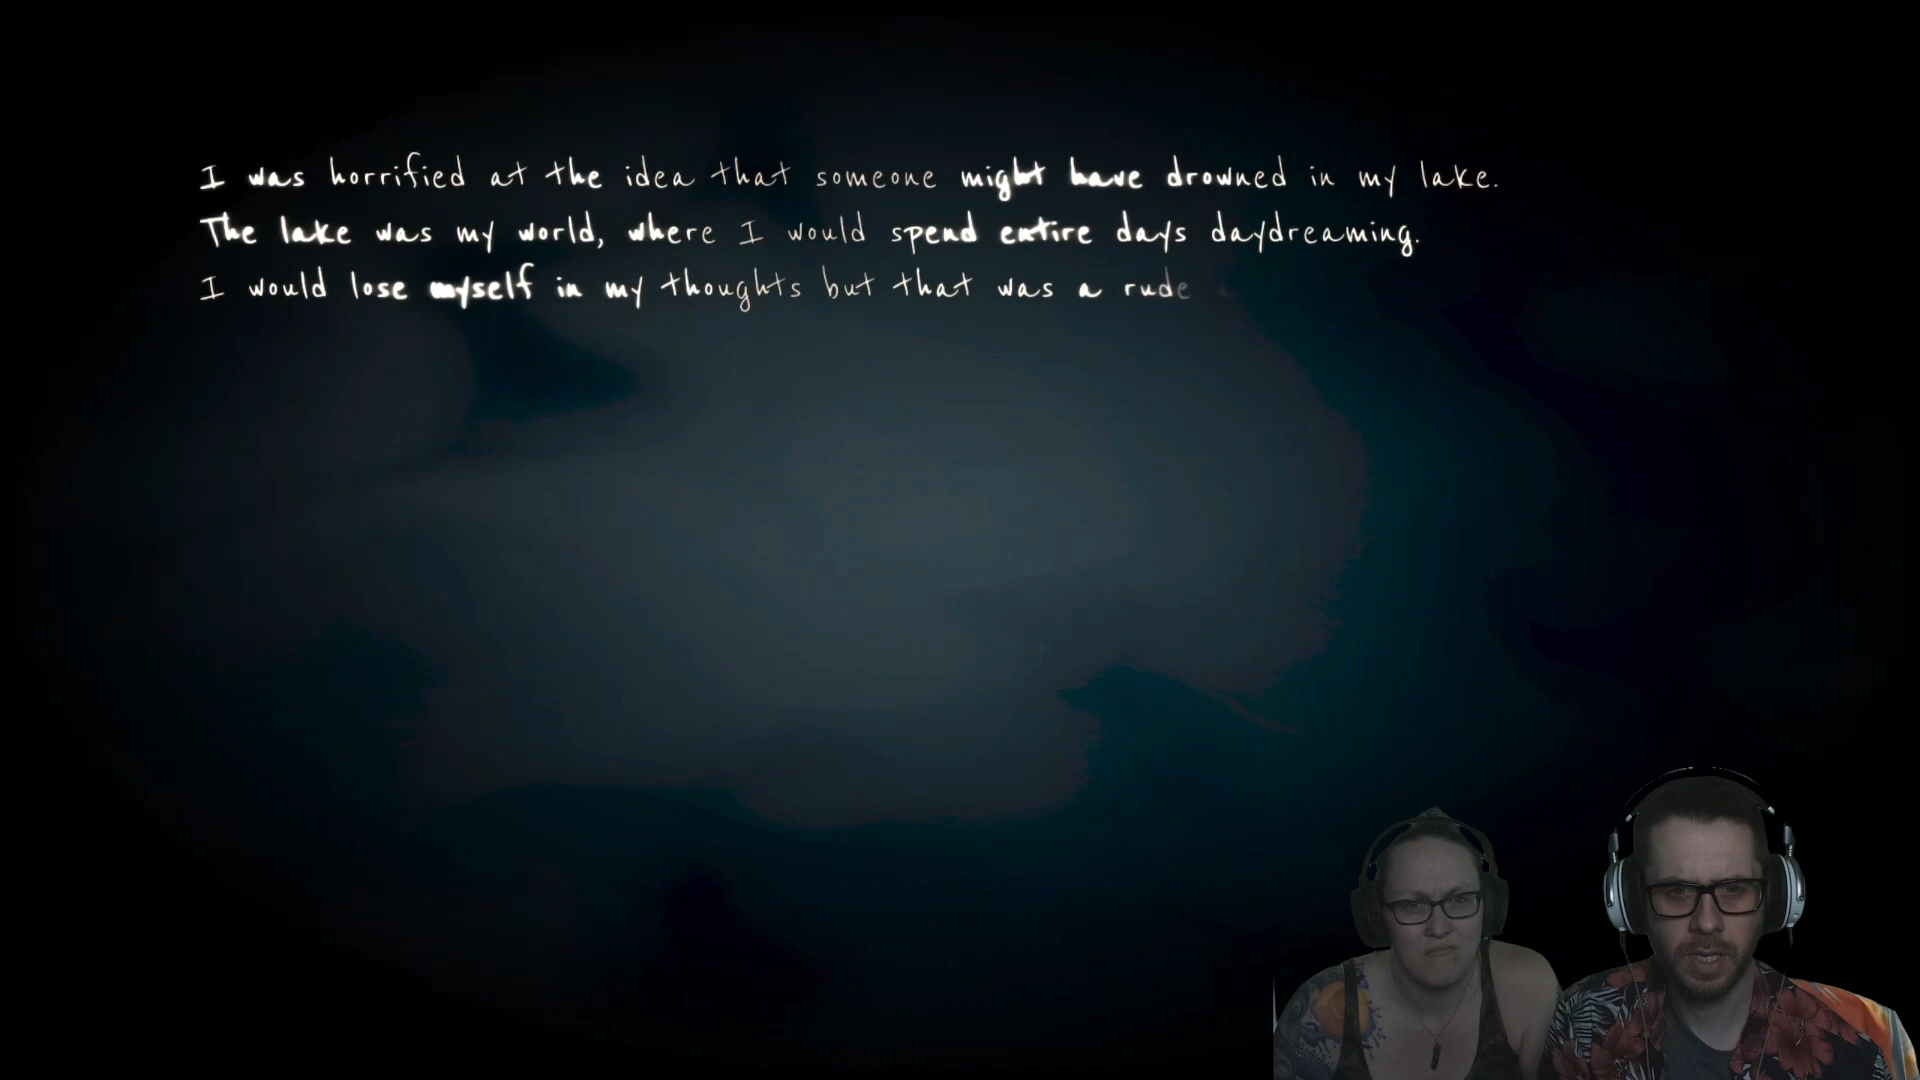 I was horrified at the idea that someone might have drowned in my lake.
The lake was my world, where I would spend entire days daydreaming.
I would lose myself in my thoughts but that was a rude a